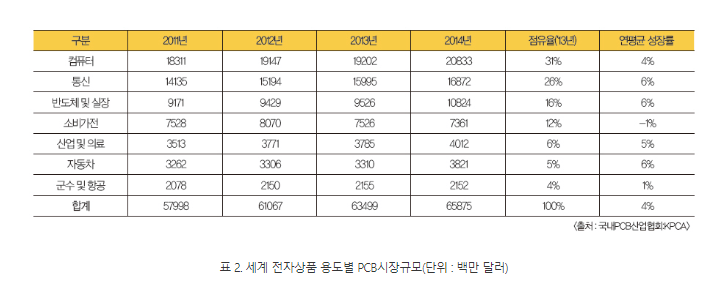 구분 2011년 2012년 2013년 2014년 점유율('13년) 연평균 성장률
컴퓨터 18311 19147 19202 20833 31% 4%
통신 14135 15194 15995 16872 26% 6%
반도체 및 실장 9171 9429 9526 10824 16% 6%
소비가전 7528 8070 7526 7361 12% -1%
산업 및 의료 3513 3771 3785 4012 6% 5%
자동차 3262 3306 3310 3821 5% 6%
군수 및 항공 2078 2150 2155 2152 4% 1%
합계 57998 61067 63499 65875 100% 4%
〈출처 : 국내PCB산업협회:KPCA〉
표 2. 세계 전자상품 용도별 PCB시장규모(단위 : 백만 달러)